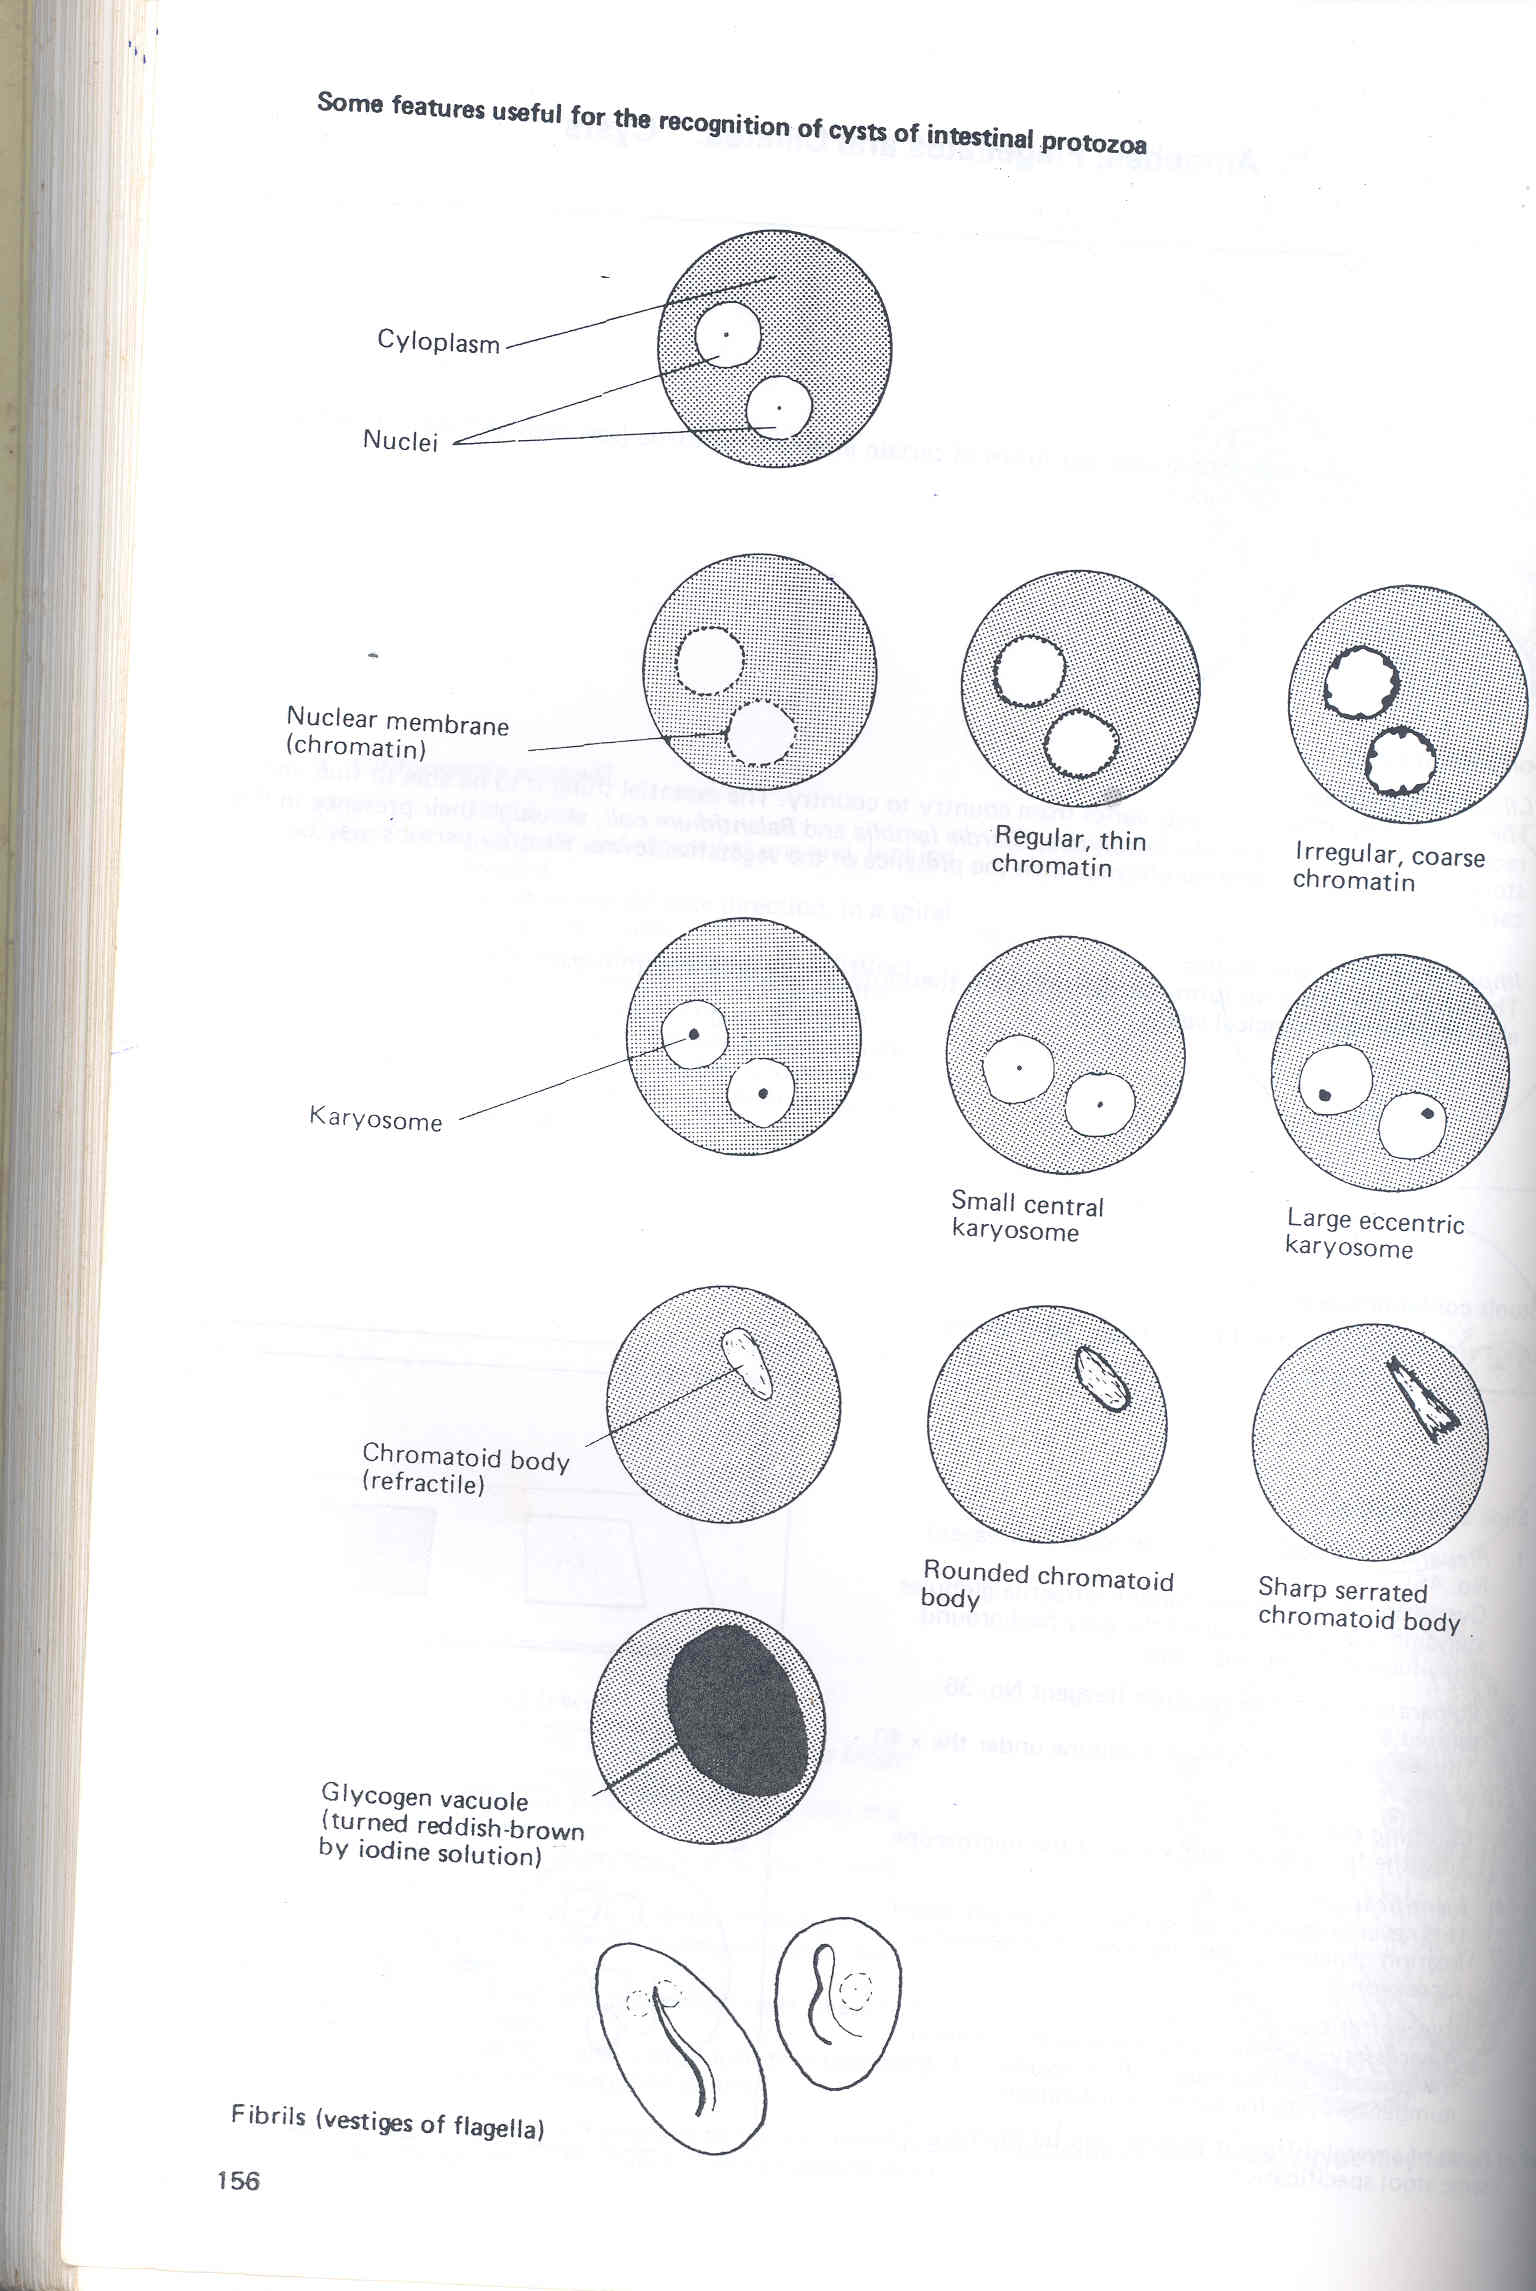 Some features useful for the recognition of cysts of intestinal protozoa
Cyloplasm
Nuclei
Nuclear membrane
(chromatin)
Regular, thin
chromatin
Irregular, coarse
chromatin
Karyosome
Small central
karyosome
Large eccentric
karyosome
Chromatoid body
(refractile)
Rounded chromatoid
body
Sharp serrated
chromatoid body
Glycogen vacuole
(turned reddish-brown
by iodine solution)
Fibrils (vestiges of flagella)
156